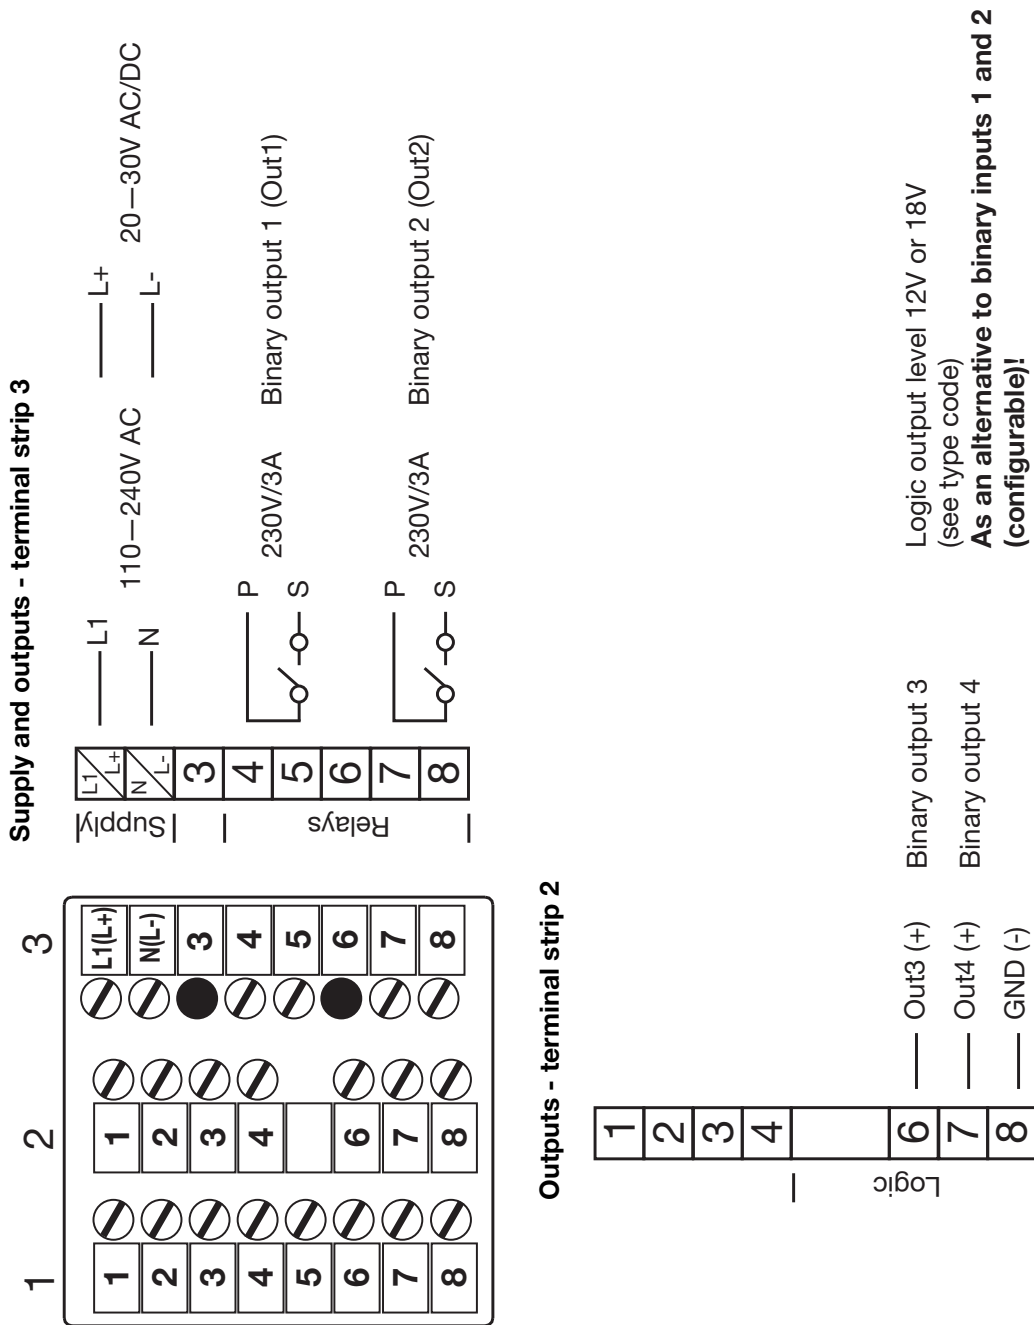 Supply and outputs - terminal strip 3
1 2 3
1 1 L1(L+)
2 2 N(L-)
3 3 3
4 4 4
5 5
6 6 6
7 7 7
8 8 8
Supply
L1 L+
N L-
3
Relays
4
5
6
7
8
L1 L+
110–240V AC 20–30V AC/DC
N L-
P
230V/3A Binary output 1 (Out1)
S
P
230V/3A Binary output 2 (Out2)
S
Outputs - terminal strip 2
1
2
3
4
Logic
6
7
8
Out3 (+) Binary output 3
Out4 (+) Binary output 4
GND (-)
Logic output level 12V or 18V
(see type code)
As an alternative to binary inputs 1 and 2
(configurable)!